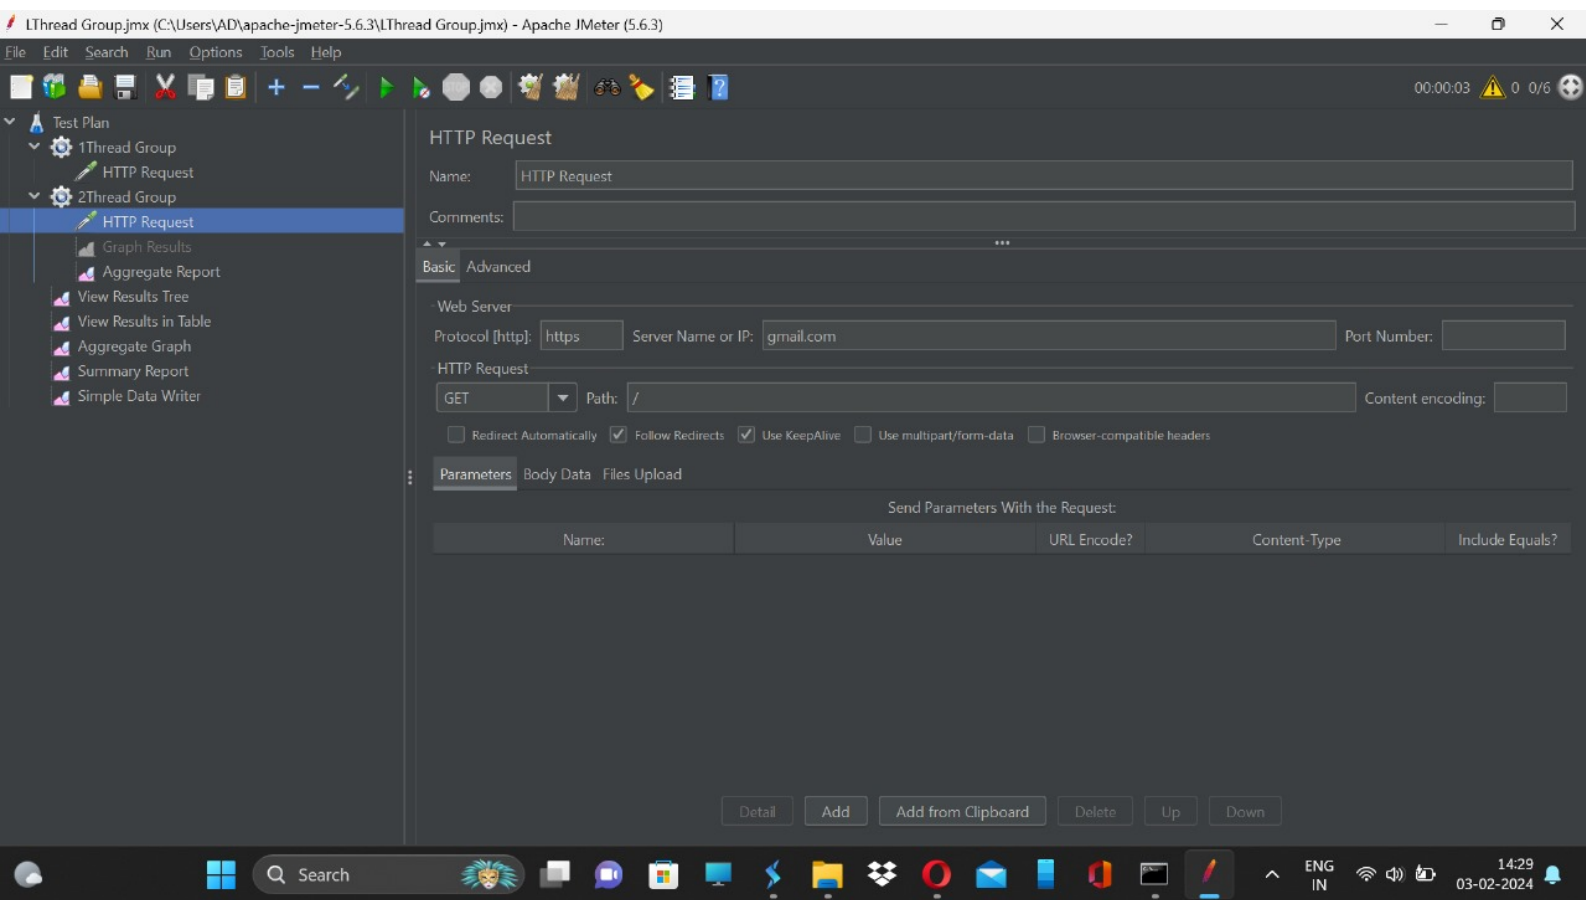 LThread Group.jmx (C:\Users\AD\apache-jmeter-5.6.3\LThread Group.jmx) - Apache JMeter (5.6.3)
File Edit Search Run Options Tools Help
00:00:03 0 0/6
Test Plan
1Thread Group
HTTP Request
2Thread Group
HTTP Request
Graph Results
Aggregate Report
View Results Tree
View Results in Table
Aggregate Graph
Summary Report
Simple Data Writer
HTTP Request
Name: HTTP Request
Comments:
Basic Advanced
Web Server
Protocol [http]: https Server Name or IP: gmail.com Port Number:
HTTP Request
GET Path: / Content encoding:
Redirect Automatically Follow Redirects Use KeepAlive Use multipart/form-data Browser-compatible headers
Parameters Body Data Files Upload
Send Parameters With the Request:
Name: Value URL Encode? Content-Type Include Equals?
Detail Add Add from Clipboard Delete Up Down
Search
ENG
IN
14:29
03-02-2024